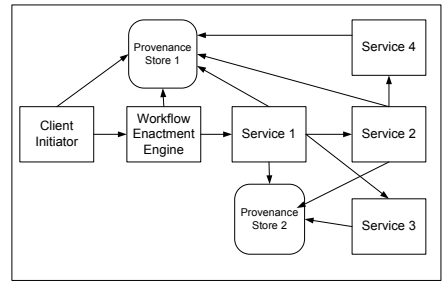 Provenance
Store 1
Service 4
Client
Initiator
Workflow
Enactment
Engine
Service 1
Service 2
Provenance
Store 2
Service 3